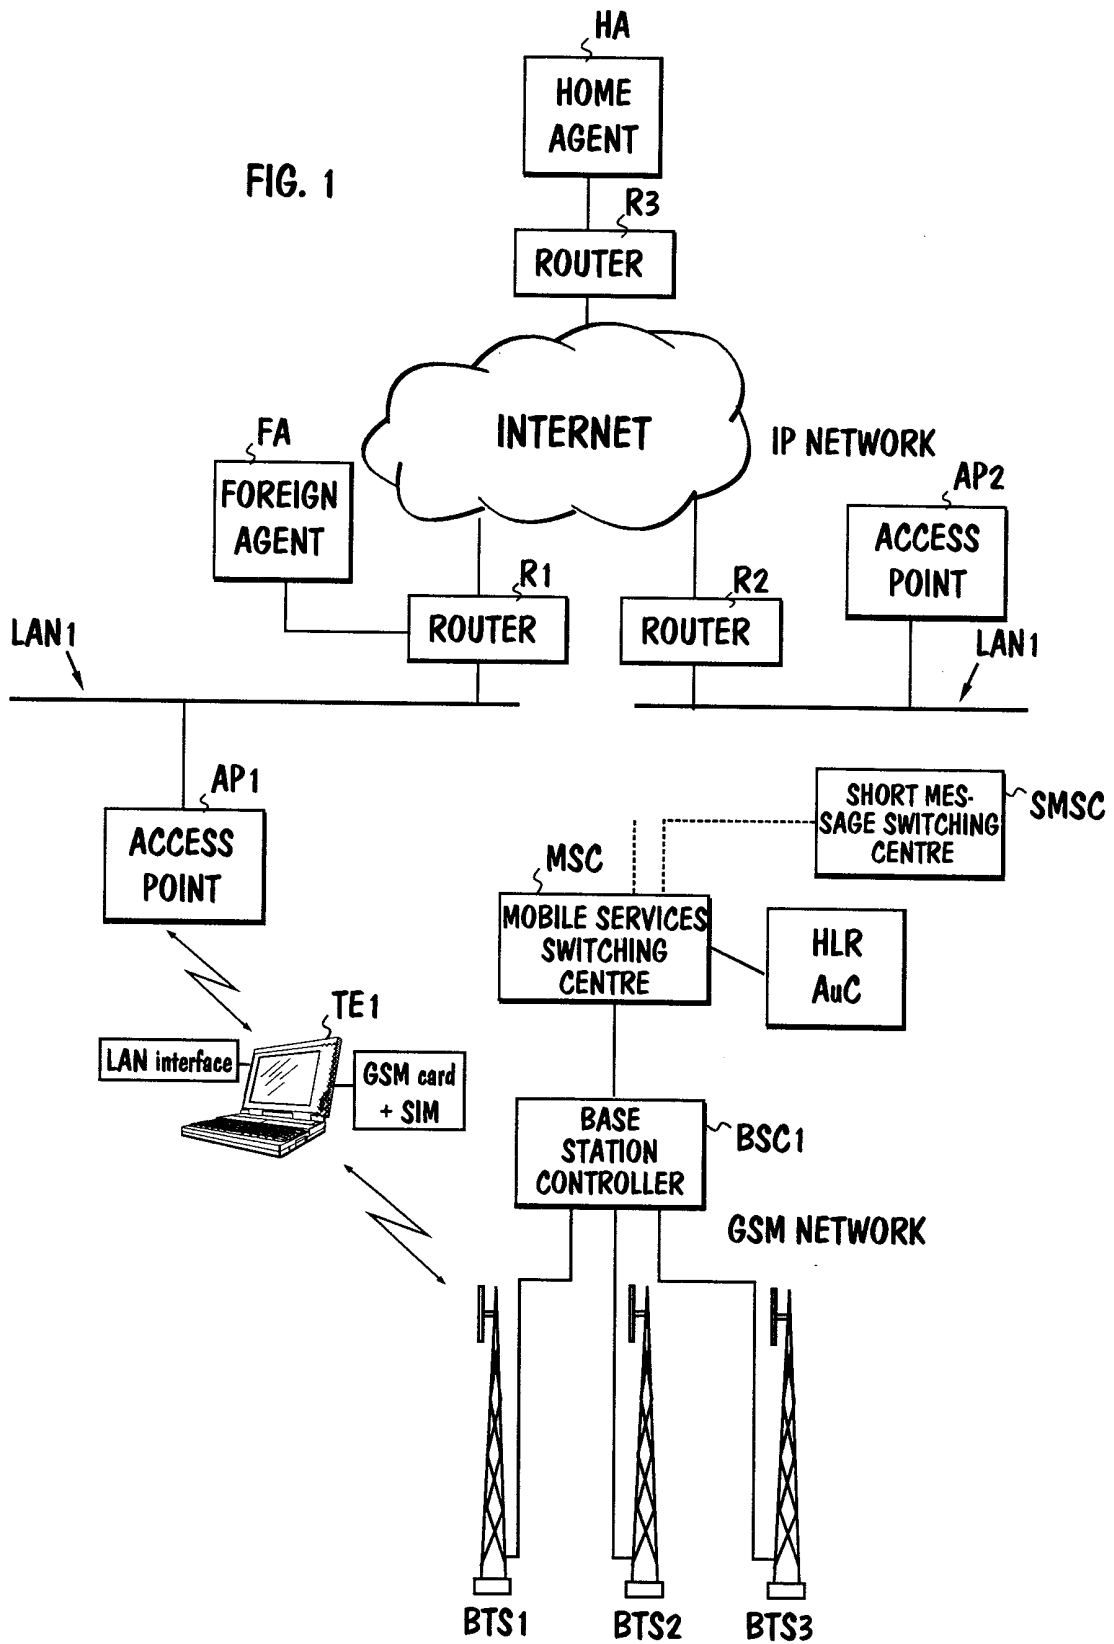 HA
HOME
AGENT
FIG. 1
R3
ROUTER
INTERNET
IP NETWORK
FA
FOREIGN
AGENT
AP2
ACCESS
POINT
R1
ROUTER
R2
ROUTER
LAN1
LAN1
AP1
ACCESS
POINT
SHORT MES-
SAGE SWITCHING
CENTRE
SMSC
MSC
MOBILE SERVICES
SWITCHING
CENTRE
HLR
AuC
TE1
LAN interface
GSM card
+ SIM
BASE
STATION
CONTROLLER
BSC1
GSM NETWORK
BTS1
BTS2
BTS3